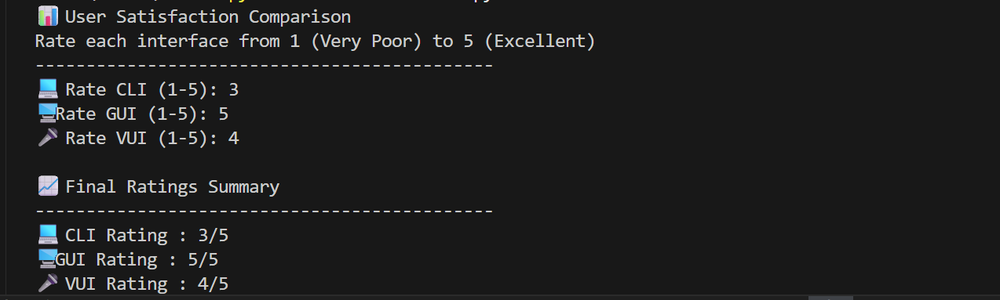 📊 User Satisfaction Comparison
Rate each interface from 1 (Very Poor) to 5 (Excellent)
---------------------------------------------
💻 Rate CLI (1-5): 3
🖥️Rate GUI (1-5): 5
🎤 Rate VUI (1-5): 4
📈 Final Ratings Summary
---------------------------------------------
💻 CLI Rating : 3/5
🖥️GUI Rating : 5/5
🎤 VUI Rating : 4/5